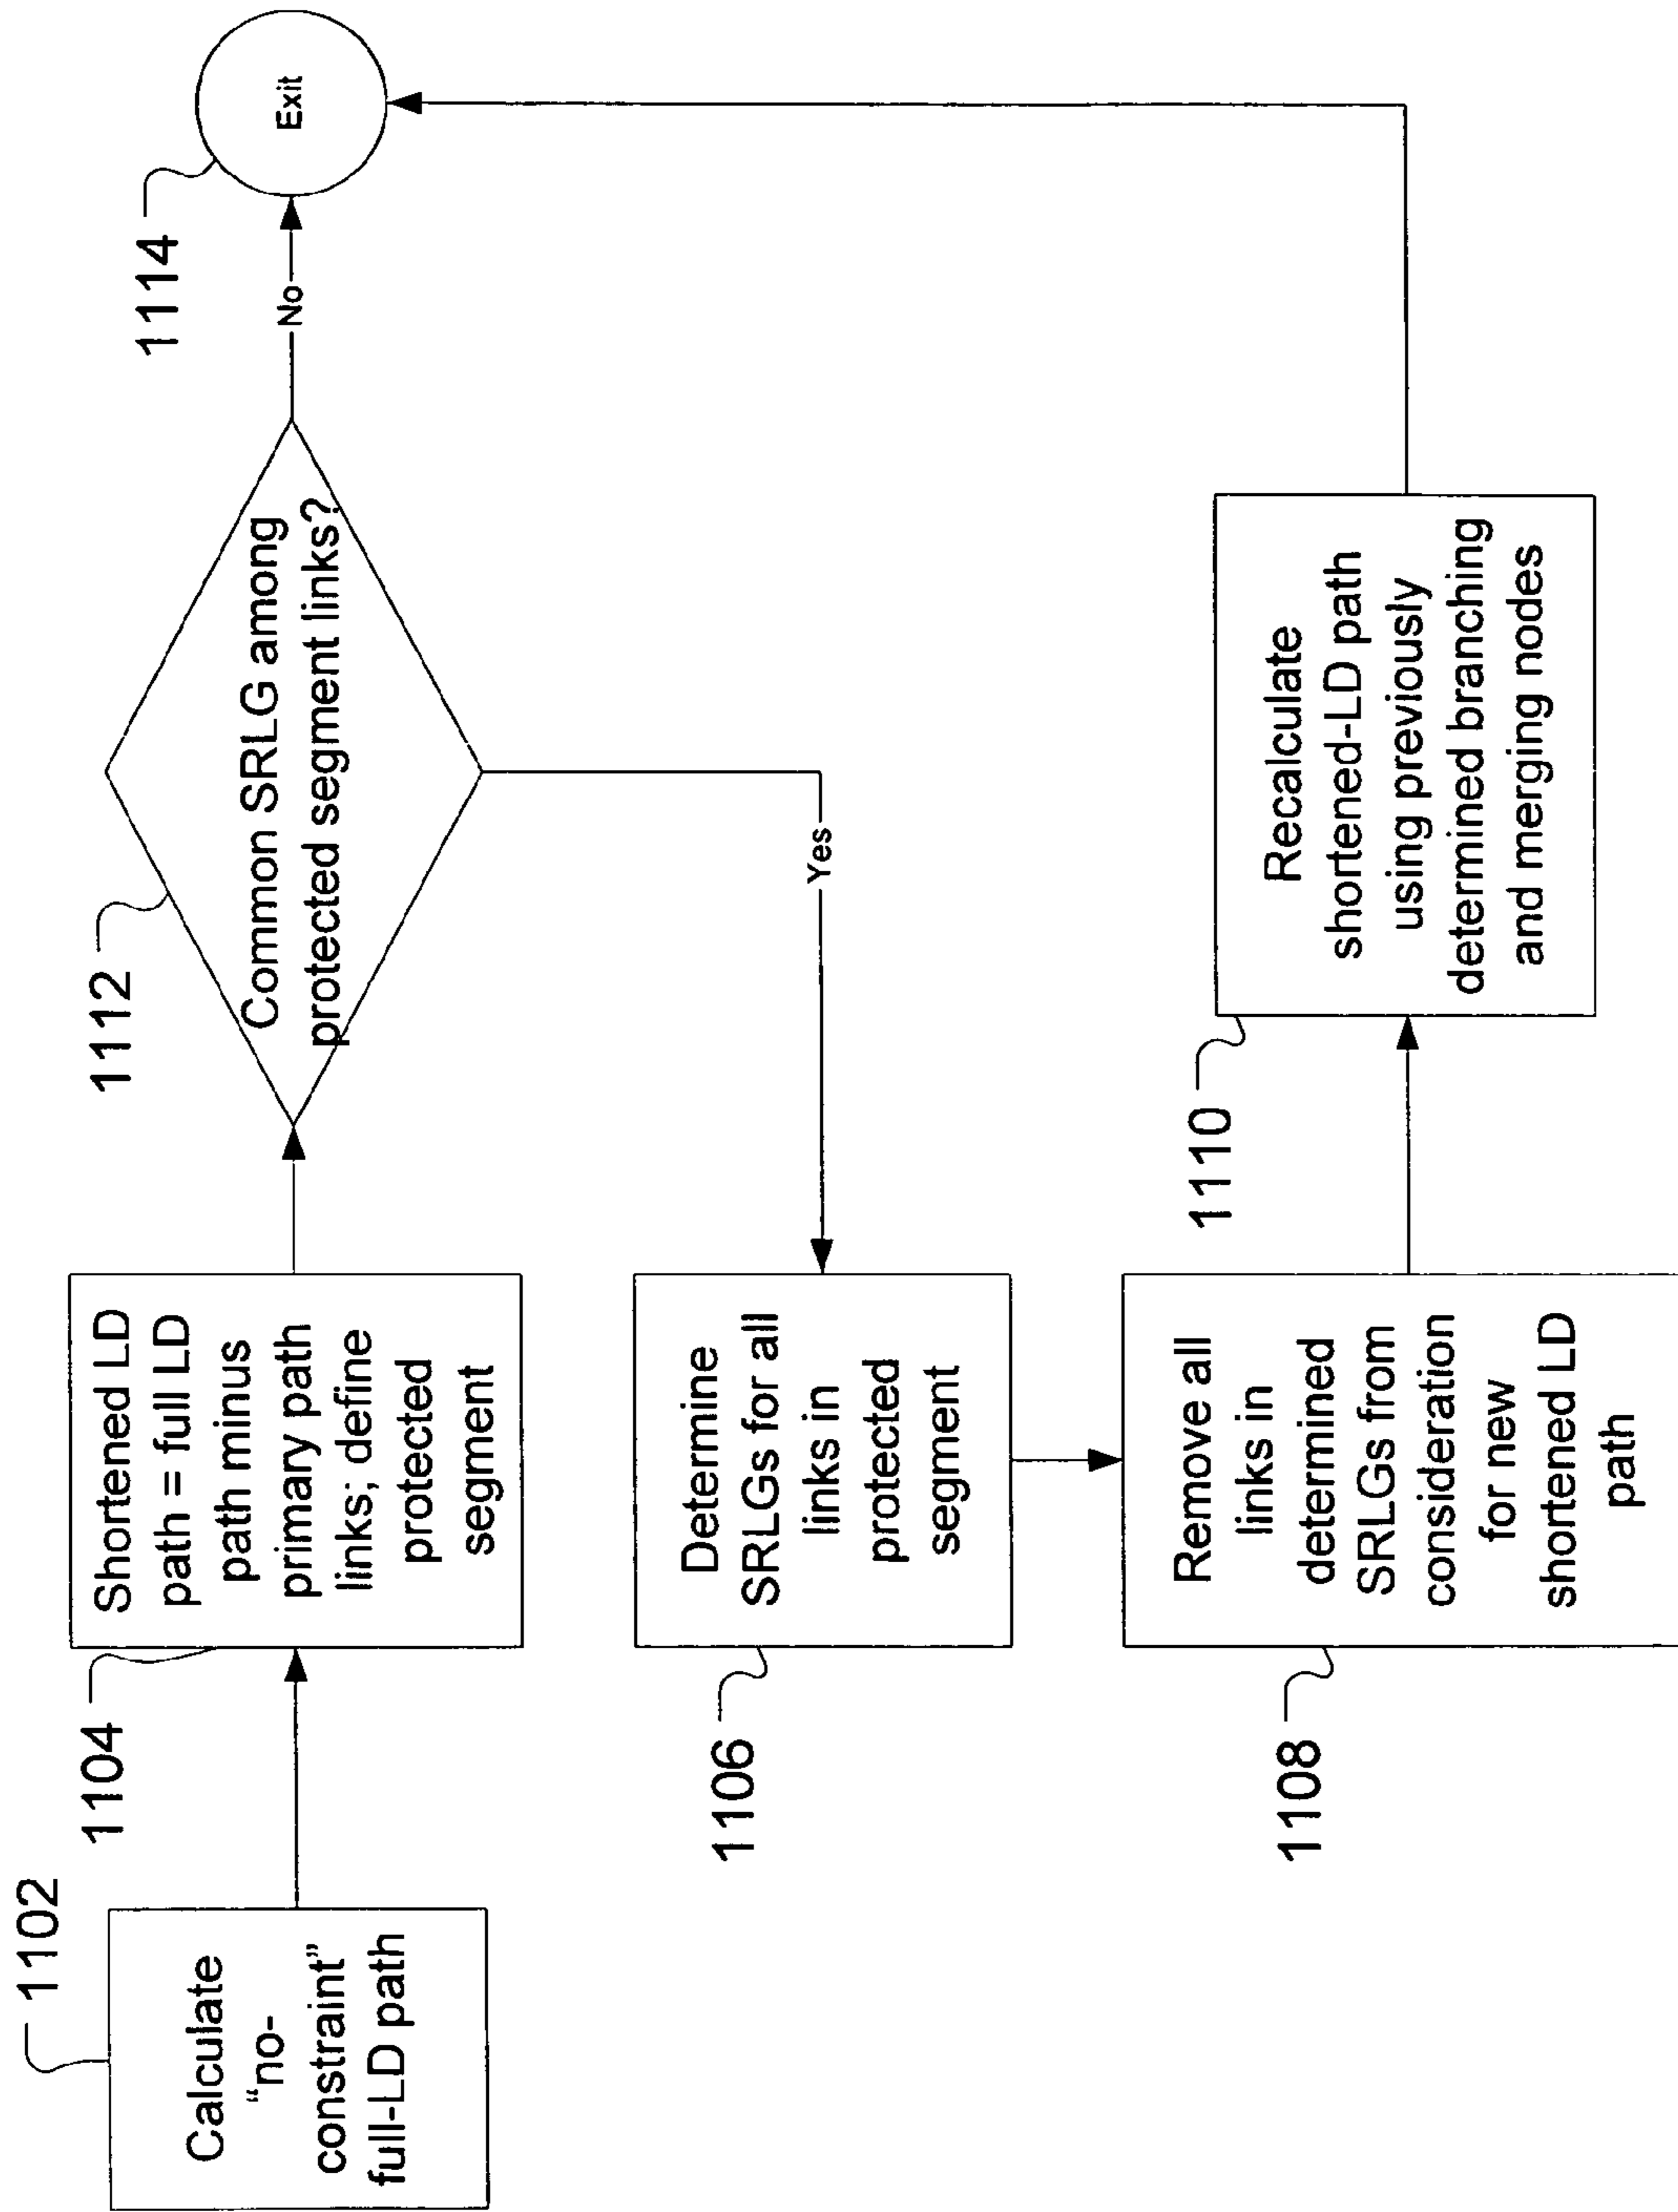 1102
Calculate
“no-
constraint”
full-LD path
1104
Shortened LD
path = full LD
path minus
primary path
links; define
protected
segment
1112
Common SRLG among
protected segment links?
No
1114
Exit
Yes
1106
Determine
SRLGs for all
links in
protected
segment
1108
Remove all
links in
determined
SRLGs from
consideration
for new
shortened LD
path
1110
Recalculate
shortened-LD path
using previously
determined branching
and merging nodes